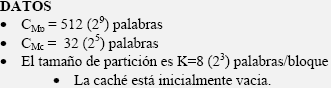 DATOS
• C_Mp = 512 (2^9) palabras
• C_Mc = 32 (2^5) palabras
• El tamaño de partición es K=8 (2^3) palabras/bloque
• La caché está inicialmente vacia.